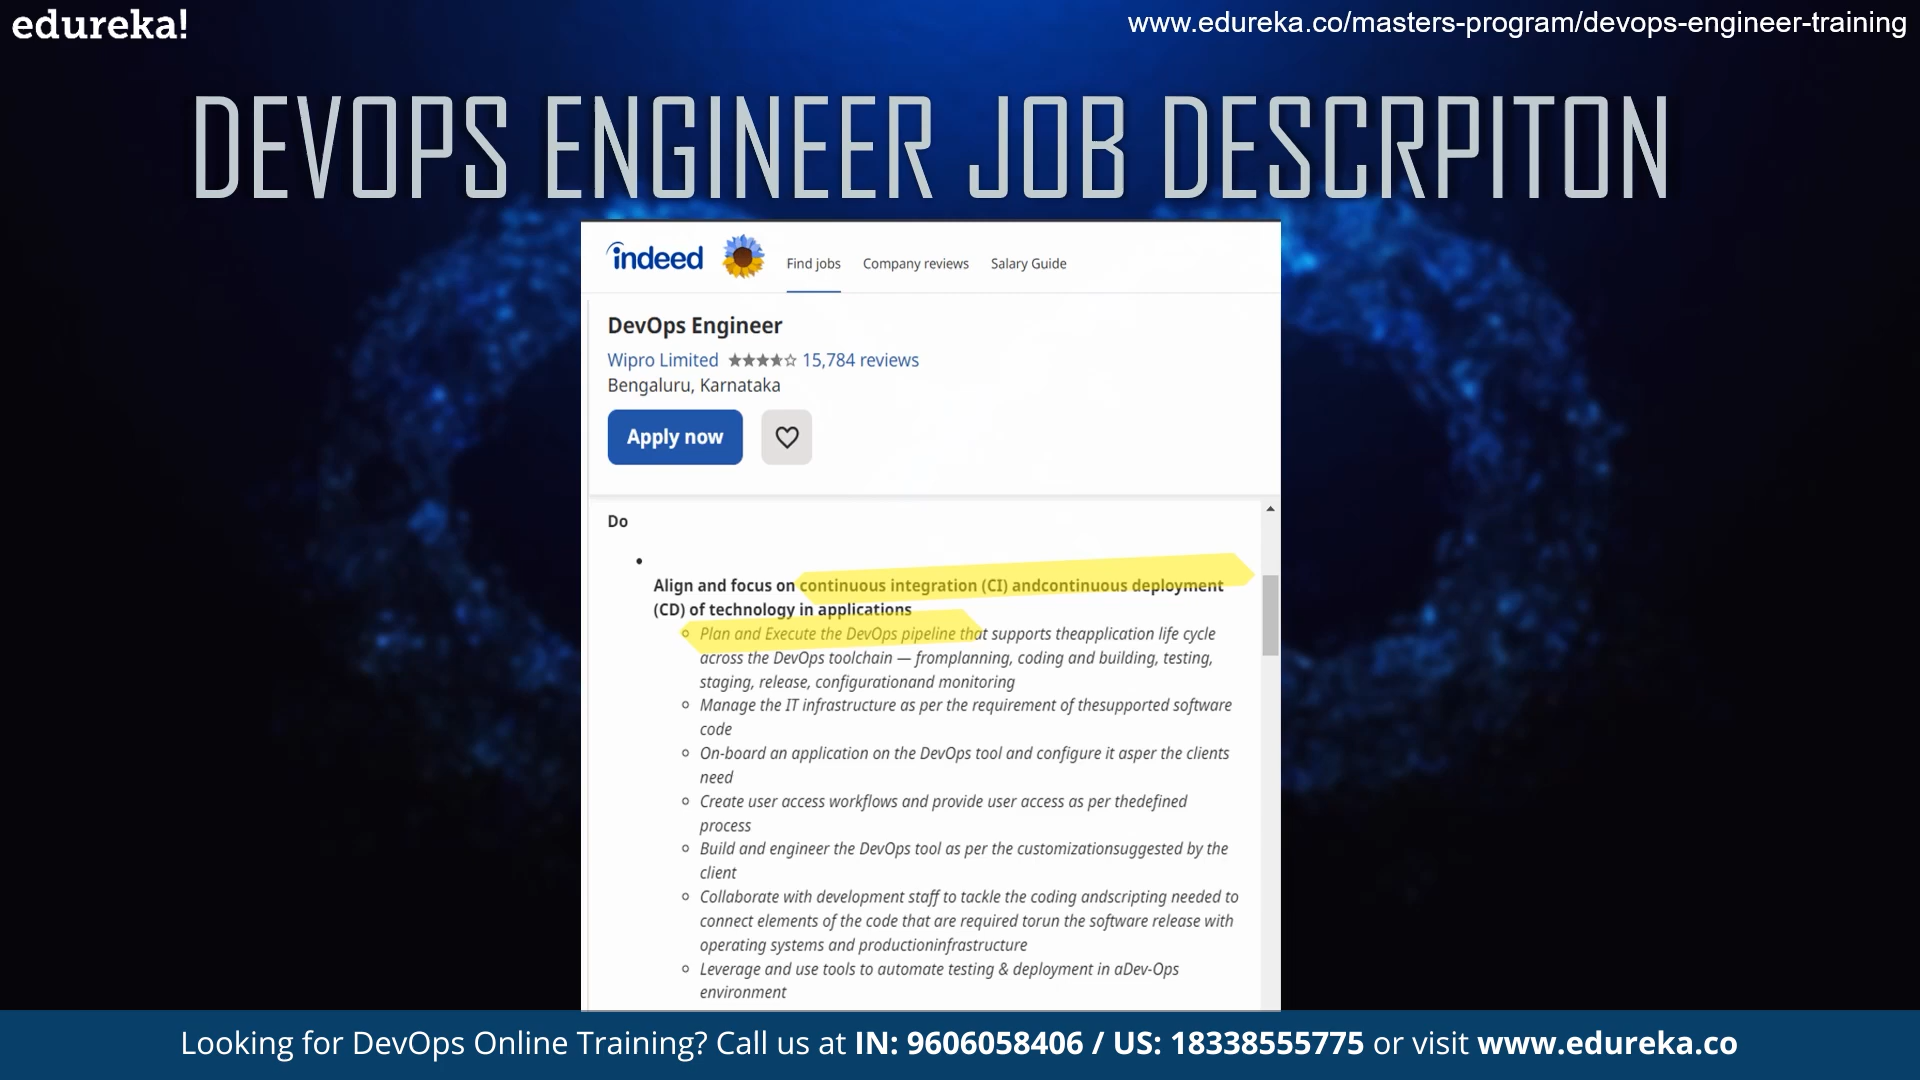 edureka!
www.edureka.co/masters-program/devops-engineer-training
DEVOPS ENGINEER JOB DESCRPITON
indeed
Find jobs Company reviews Salary Guide
DevOps Engineer
Wipro Limited 15,784 reviews
Bengaluru, Karnataka
Apply now
Do
Align and focus on continuous integration (CI) andcontinuous deployment
(CD) of technology in applications
Plan and Execute the DevOps pipeline that supports theapplication life cycle
across the DevOps toolchain — fromplanning, coding and building, testing,
staging, release, configurationand monitoring
Manage the IT infrastructure as per the requirement of thesupported software
code
On-board an application on the DevOps tool and configure it asper the clients
need
Create user access workflows and provide user access as per thedefined
process
Build and engineer the DevOps tool as per the customizationsuggested by the
client
Collaborate with development staff to tackle the coding andscripting needed to
connect elements of the code that are required torun the software release with
operating systems and productioninfrastructure
Leverage and use tools to automate testing & deployment in aDev-Ops
environment
Looking for DevOps Online Training? Call us at IN: 9606058406 / US: 18338555775 or visit www.edureka.co